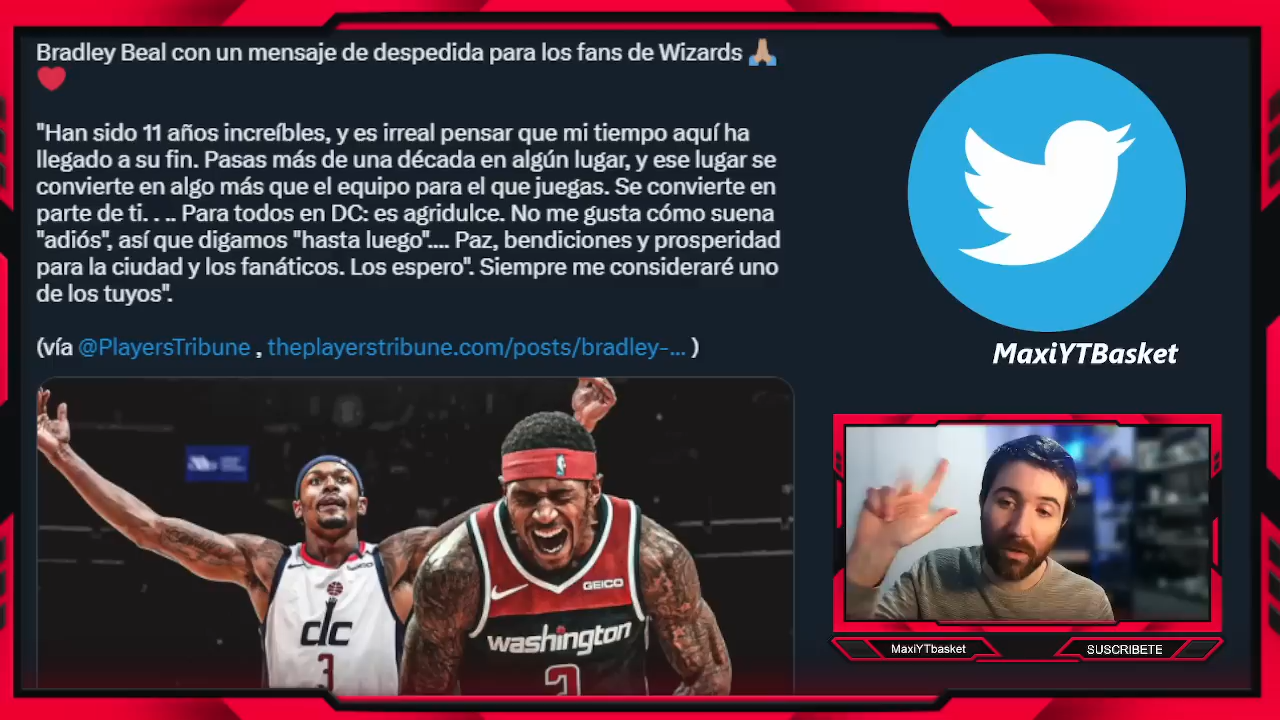 Bradley Beal con un mensaje de despedida para los fans de Wizards 🙏🏼
❤️
"Han sido 11 años increíbles, y es irreal pensar que mi tiempo aquí ha
llegado a su fin. Pasas más de una década en algún lugar, y ese lugar se
convierte en algo más que el equipo para el que juegas. Se convierte en
parte de ti. . .. Para todos en DC: es agridulce. No me gusta cómo suena
"adiós", así que digamos "hasta luego".... Paz, bendiciones y prosperidad
para la ciudad y los fanáticos. Los espero". Siempre me consideraré uno
de los tuyos".
(vía @PlayersTribune , theplayerstribune.com/posts/bradley-... )
MaxiYTBasket
GEICO
washington
3
dc
3
MaxiYTbasket
SUSCRIBETE